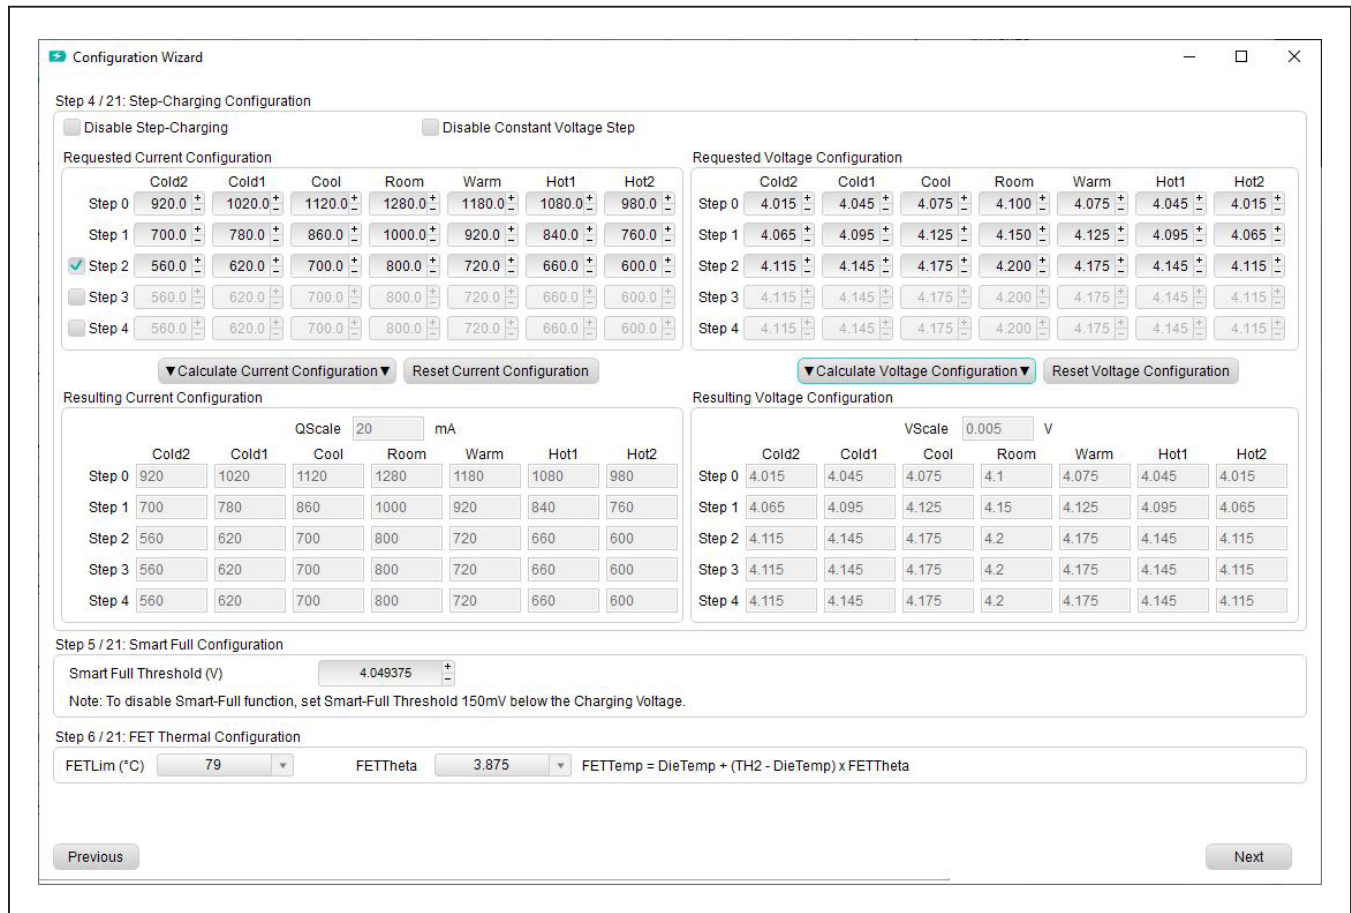 Configuration Wizard
Step 4 / 21: Step-Charging Configuration
Disable Step-Charging
Disable Constant Voltage Step
Requested Current Configuration
Cold2 Cold1 Cool Room Warm Hot1 Hot2
Step 0 920.0 1020.0 1120.0 1280.0 1180.0 1080.0 980.0
Step 1 700.0 780.0 860.0 1000.0 920.0 840.0 760.0
Step 2 560.0 620.0 700.0 800.0 720.0 660.0 600.0
Step 3 560.0 620.0 700.0 800.0 720.0 660.0 600.0
Step 4 560.0 620.0 700.0 800.0 720.0 660.0 600.0
▼Calculate Current Configuration▼ Reset Current Configuration
Requested Voltage Configuration
Cold2 Cold1 Cool Room Warm Hot1 Hot2
Step 0 4.015 4.045 4.075 4.100 4.075 4.045 4.015
Step 1 4.065 4.095 4.125 4.150 4.125 4.095 4.065
Step 2 4.115 4.145 4.175 4.200 4.175 4.145 4.115
Step 3 4.115 4.145 4.175 4.200 4.175 4.145 4.115
Step 4 4.115 4.145 4.175 4.200 4.175 4.145 4.115
▼Calculate Voltage Configuration▼ Reset Voltage Configuration
Resulting Current Configuration
QScale 20 mA
Cold2 Cold1 Cool Room Warm Hot1 Hot2
Step 0 920 1020 1120 1280 1180 1080 980
Step 1 700 780 860 1000 920 840 760
Step 2 560 620 700 800 720 660 600
Step 3 560 620 700 800 720 660 600
Step 4 560 620 700 800 720 660 600
Resulting Voltage Configuration
VScale 0.005 V
Cold2 Cold1 Cool Room Warm Hot1 Hot2
Step 0 4.015 4.045 4.075 4.1 4.075 4.045 4.015
Step 1 4.065 4.095 4.125 4.15 4.125 4.095 4.065
Step 2 4.115 4.145 4.175 4.2 4.175 4.145 4.115
Step 3 4.115 4.145 4.175 4.2 4.175 4.145 4.115
Step 4 4.115 4.145 4.175 4.2 4.175 4.145 4.115
Step 5 / 21: Smart Full Configuration
Smart Full Threshold (V) 4.049375
Note: To disable Smart-Full function, set Smart-Full Threshold 150mV below the Charging Voltage.
Step 6 / 21: FET Thermal Configuration
FETLim (°C) 79 FETTheta 3.875 FETTemp = DieTemp + (TH2 - DieTemp) x FETTheta
Previous Next